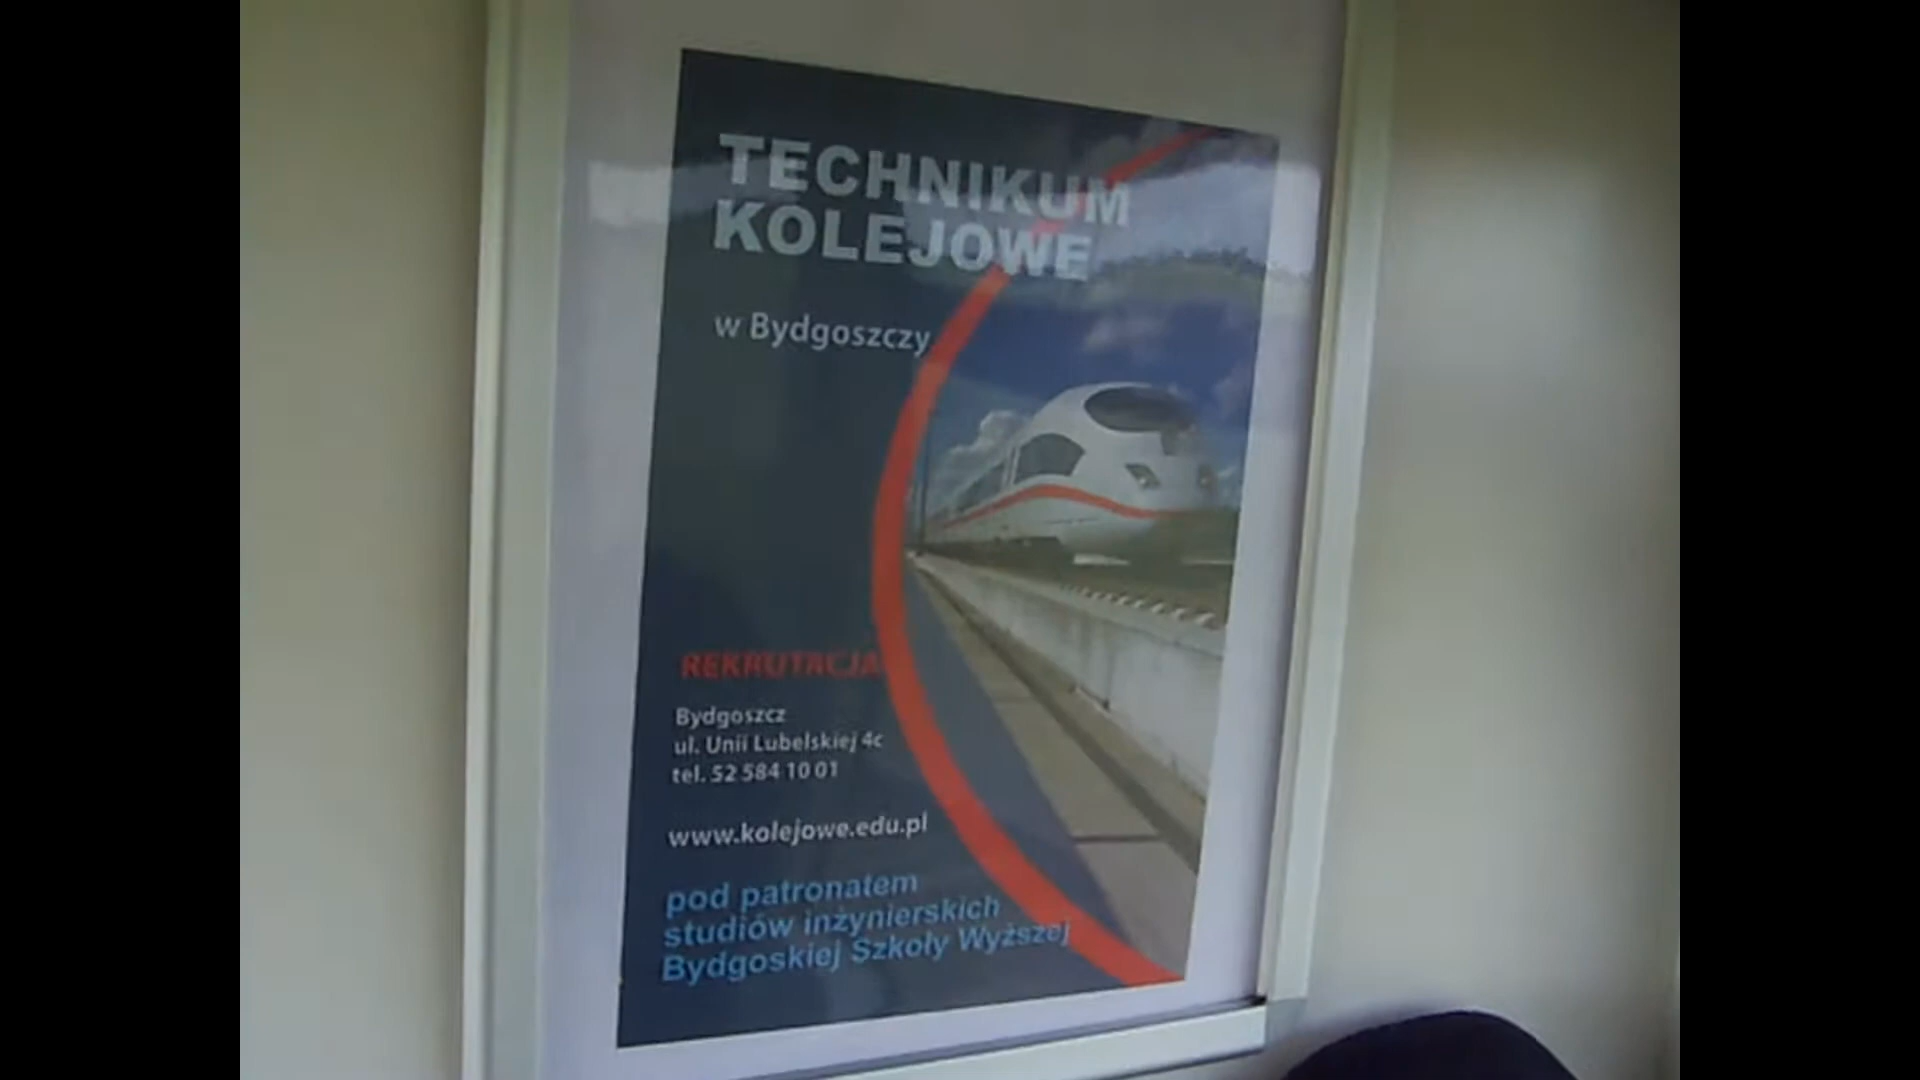 TECHNIKUM
KOLEJOWE
w Bydgoszczy
REKRUTACJA
Bydgoszcz
ul. Unii Lubelskiej 4c
tel. 52 584 10 01
www.kolejowe.edu.pl
pod patronatem
studiów inżynierskich
Bydgoskiej Szkoły Wyższej